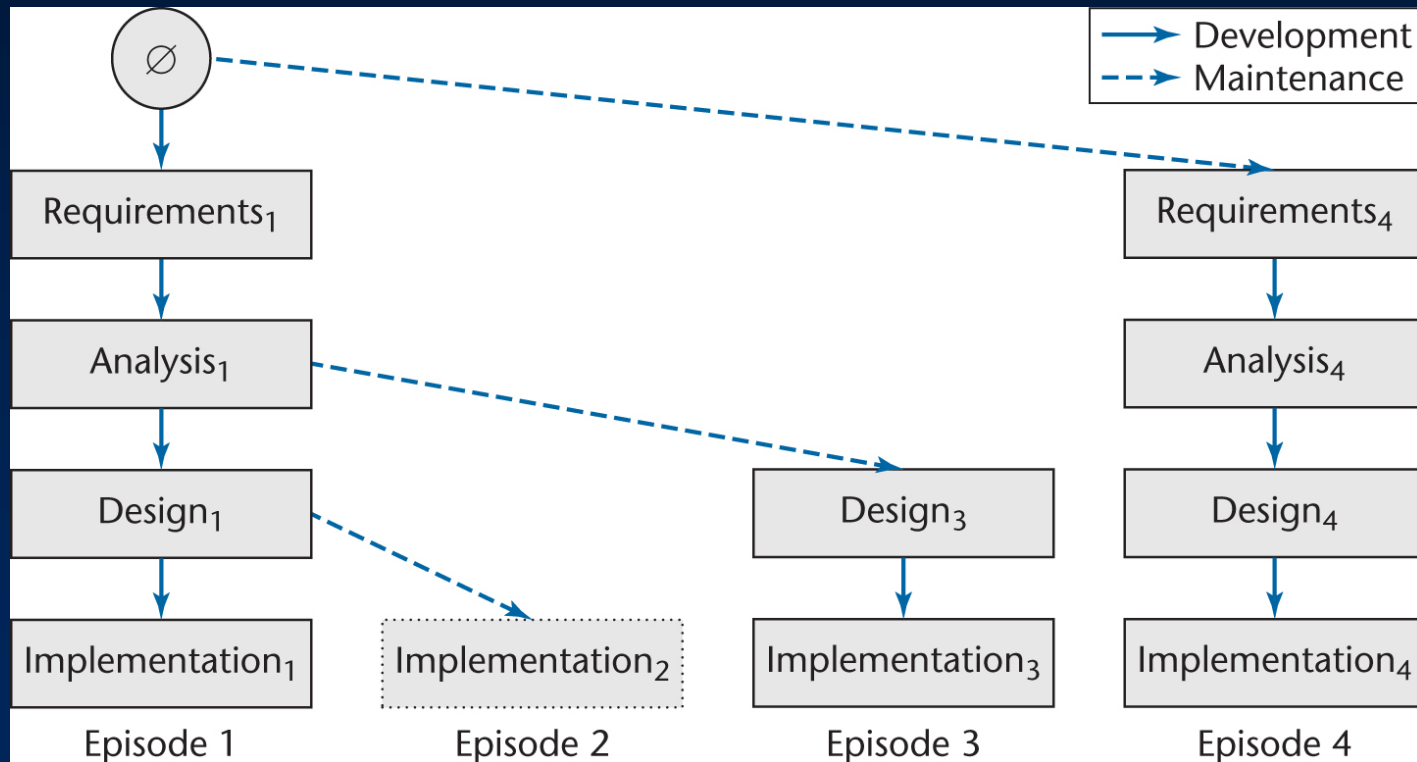 ∅
Development
Maintenance
Requirements₁
Requirements₄
Analysis₁
Analysis₄
Design₁
Design₃
Design₄
Implementation₁
Implementation₂
Implementation₃
Implementation₄
Episode 1
Episode 2
Episode 3
Episode 4